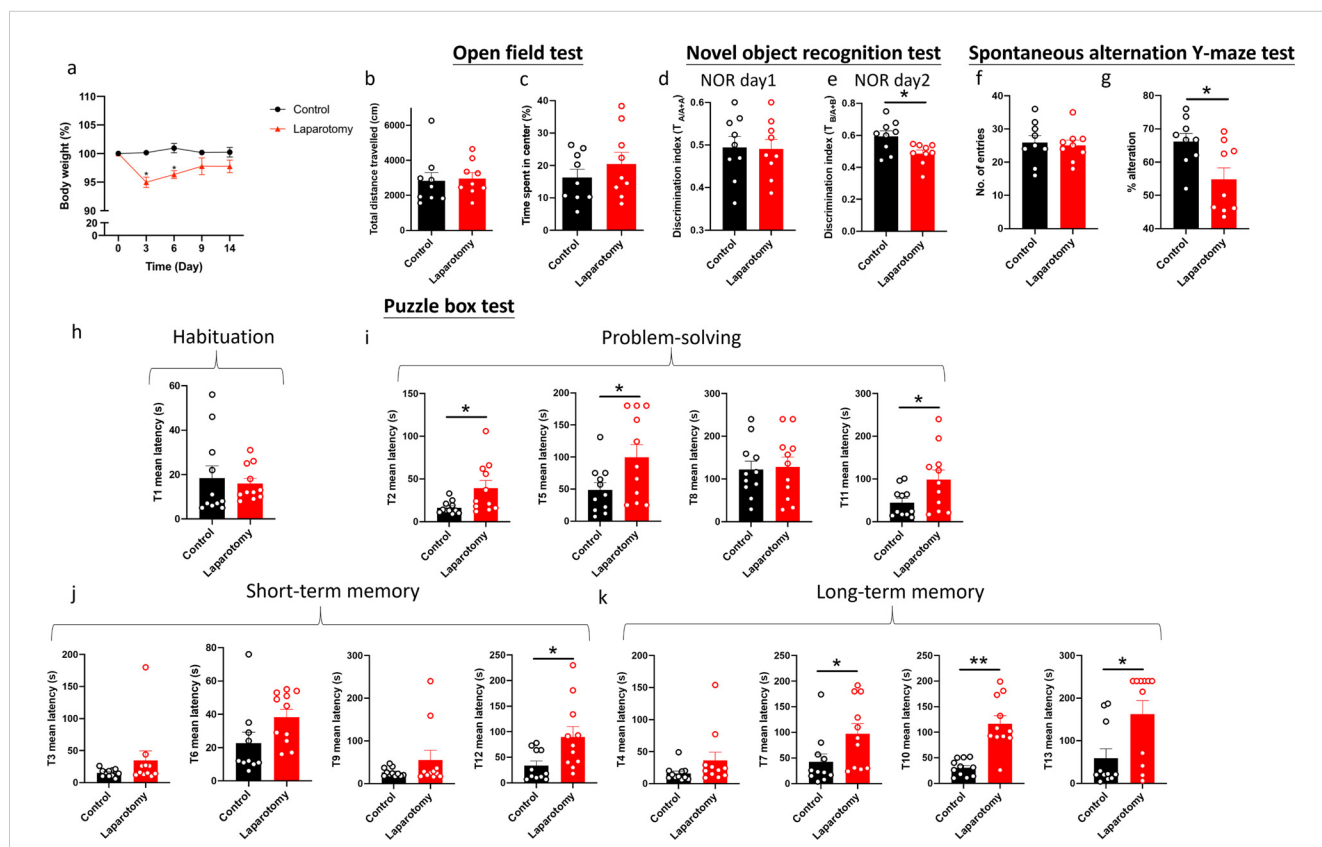 Open field test
Novel object recognition test
Spontaneous alternation Y-maze test
a
Body weight (%)
110
105
100
95
90
20
0
0 3 6 9 14
Time (Day)
* *
Control
Laparotomy
b
Total distance travelled (cm)
8000
6000
4000
2000
0
Control
Laparotomy
c
Time spent in center (%)
50
40
30
20
10
0
Control
Laparotomy
d
NOR day1
Discrimination index (T A/A+A)
0.6
0.5
0.4
0.3
Control
Laparotomy
e
NOR day2
Discrimination index (T B/A+B)
0.8
0.6
0.4
0.2
0.0
*
Control
Laparotomy
f
No. of entries
50
40
30
20
10
0
Control
Laparotomy
g
% alteration
80
70
60
50
40
*
Control
Laparotomy
Puzzle box test
h
Habituation
T1 mean latency (s)
60
40
20
0
Control
Laparotomy
i
Problem-solving
T2 mean latency (s)
150
100
50
0
*
Control
Laparotomy
T5 mean latency (s)
200
150
100
50
0
*
Control
Laparotomy
T8 mean latency (s)
300
200
100
0
Control
Laparotomy
T11 mean latency (s)
300
200
100
0
*
Control
Laparotomy
j
Short-term memory
T3 mean latency (s)
200
150
100
50
0
Control
Laparotomy
T6 mean latency (s)
80
60
40
20
0
Control
Laparotomy
T9 mean latency (s)
300
200
100
0
Control
Laparotomy
T12 mean latency (s)
250
200
150
100
50
0
*
Control
Laparotomy
k
Long-term memory
T4 mean latency (s)
200
150
100
50
0
Control
Laparotomy
T7 mean latency (s)
250
200
150
100
50
0
*
Control
Laparotomy
T10 mean latency (s)
250
200
150
100
50
0
**
Control
Laparotomy
T13 mean latency (s)
300
200
100
0
*
Control
Laparotomy